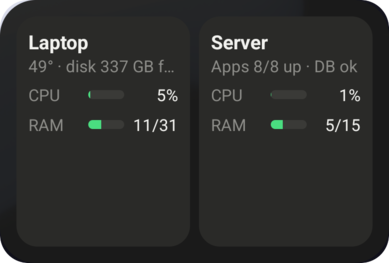 Laptop
49° · disk 337 GB f…
CPU 5%
RAM 11/31
Server
Apps 8/8 up · DB ok
CPU 1%
RAM 5/15